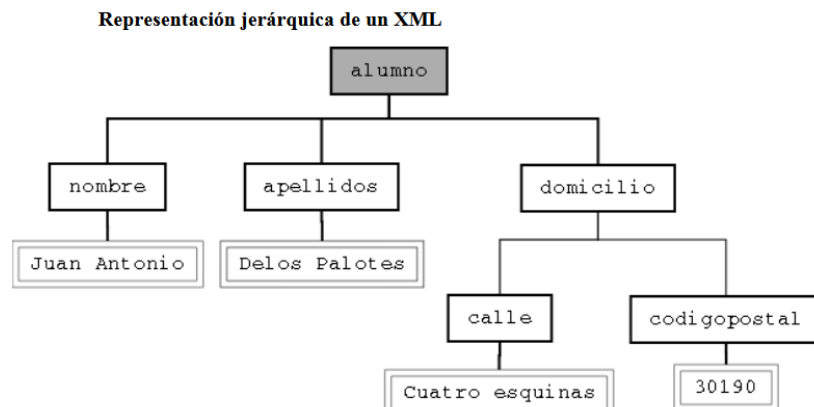 Representación jerárquica de un XML
alumno
nombre
apellidos
domicilio
Juan Antonio
Delos Palotes
calle
codigopostal
Cuatro esquinas
30190